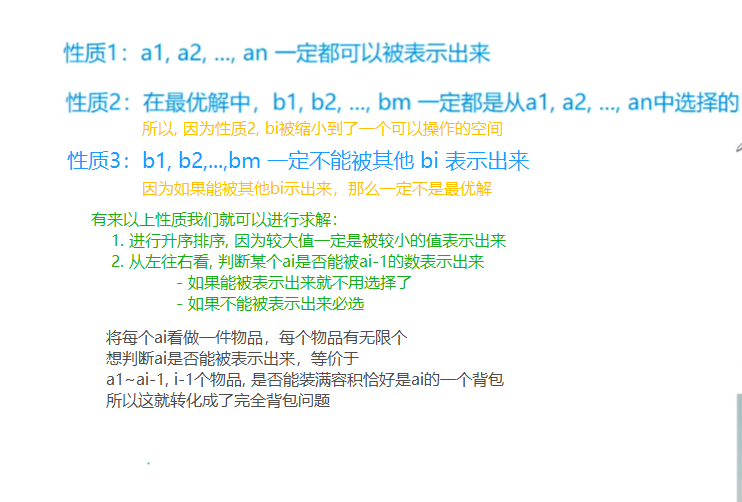 性质1：a1, a2, ..., an 一定都可以被表示出来
性质2：在最优解中，b1, b2, ..., bm 一定都是从a1, a2, ..., an中选择的
所以, 因为性质2, bi被缩小到了一个可以操作的空间
性质3：b1, b2,...,bm 一定不能被其他 bi 表示出来
因为如果能被其他bi示出来，那么一定不是最优解
有来以上性质我们就可以进行求解：
1. 进行升序排序, 因为较大值一定是被较小的值表示出来
2. 从左往右看, 判断某个ai是否能被ai-1的数表示出来
- 如果能被表示出来就不用选择了
- 如果不能被表示出来必选
将每个ai看做一件物品，每个物品有无限个
想判断ai是否能被表示出来，等价于
a1~ai-1, i-1个物品, 是否能装满容积恰好是ai的一个背包
所以这就转化成了完全背包问题